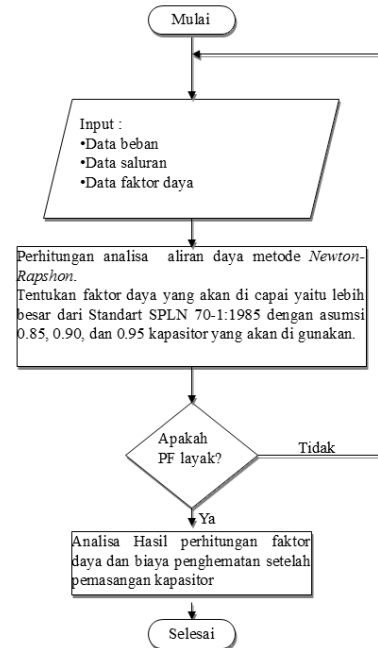 Mulai
Input :
•Data beban
•Data saluran
•Data faktor daya
Perhitungan analisa aliran daya metode Newton-
Rapshon.
Tentukan faktor daya yang akan di capai yaitu lebih
besar dari Standart SPLN 70-1:1985 dengan asumsi
0.85, 0.90, dan 0.95 kapasitor yang akan di gunakan.
Apakah
PF layak?
Tidak
Ya
Analisa Hasil perhitungan faktor
daya dan biaya penghematan setelah
pemasangan kapasitor
Selesai